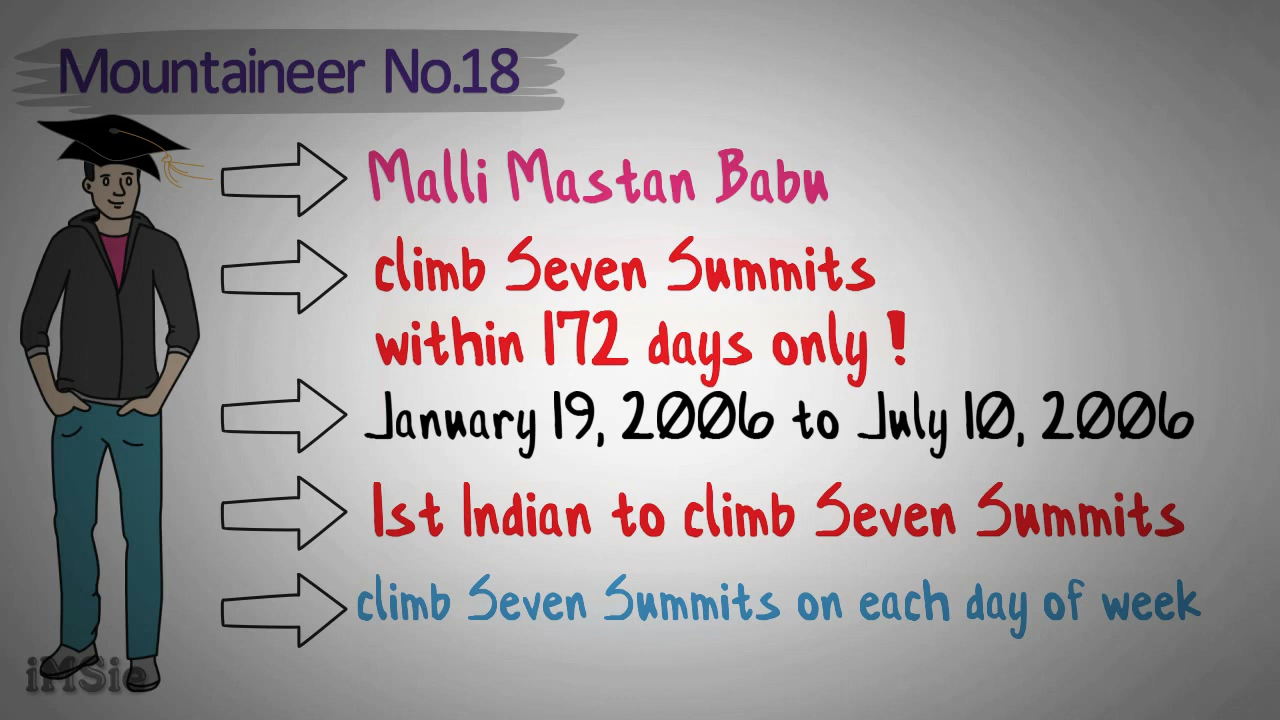 Mountaineer No.18
Malli Mastan Babu
climb Seven Summits
within 172 days only !
January 19, 2006 to July 10, 2006
1st Indian to climb Seven Summits
climb Seven Summits on each day of week
iMSie